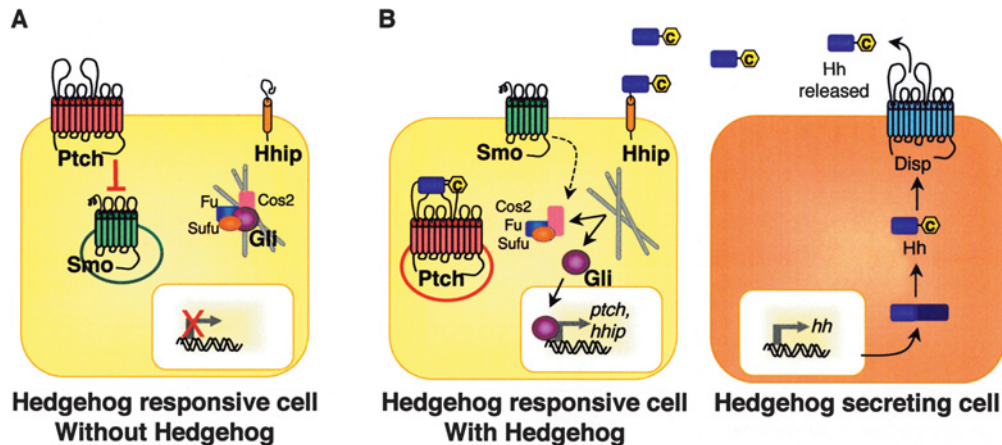 A
Ptch
Hhip
Smo
Fu
Cos2
Sufu
Gli
Hedgehog responsive cell
Without Hedgehog
B
C
C
C
Smo
Hhip
C
Cos2
Fu
Sufu
Ptch
Gli
ptch,
hhip
Hedgehog responsive cell
With Hedgehog
C
Hh
released
Disp
C
Hh
hh
Hedgehog secreting cell